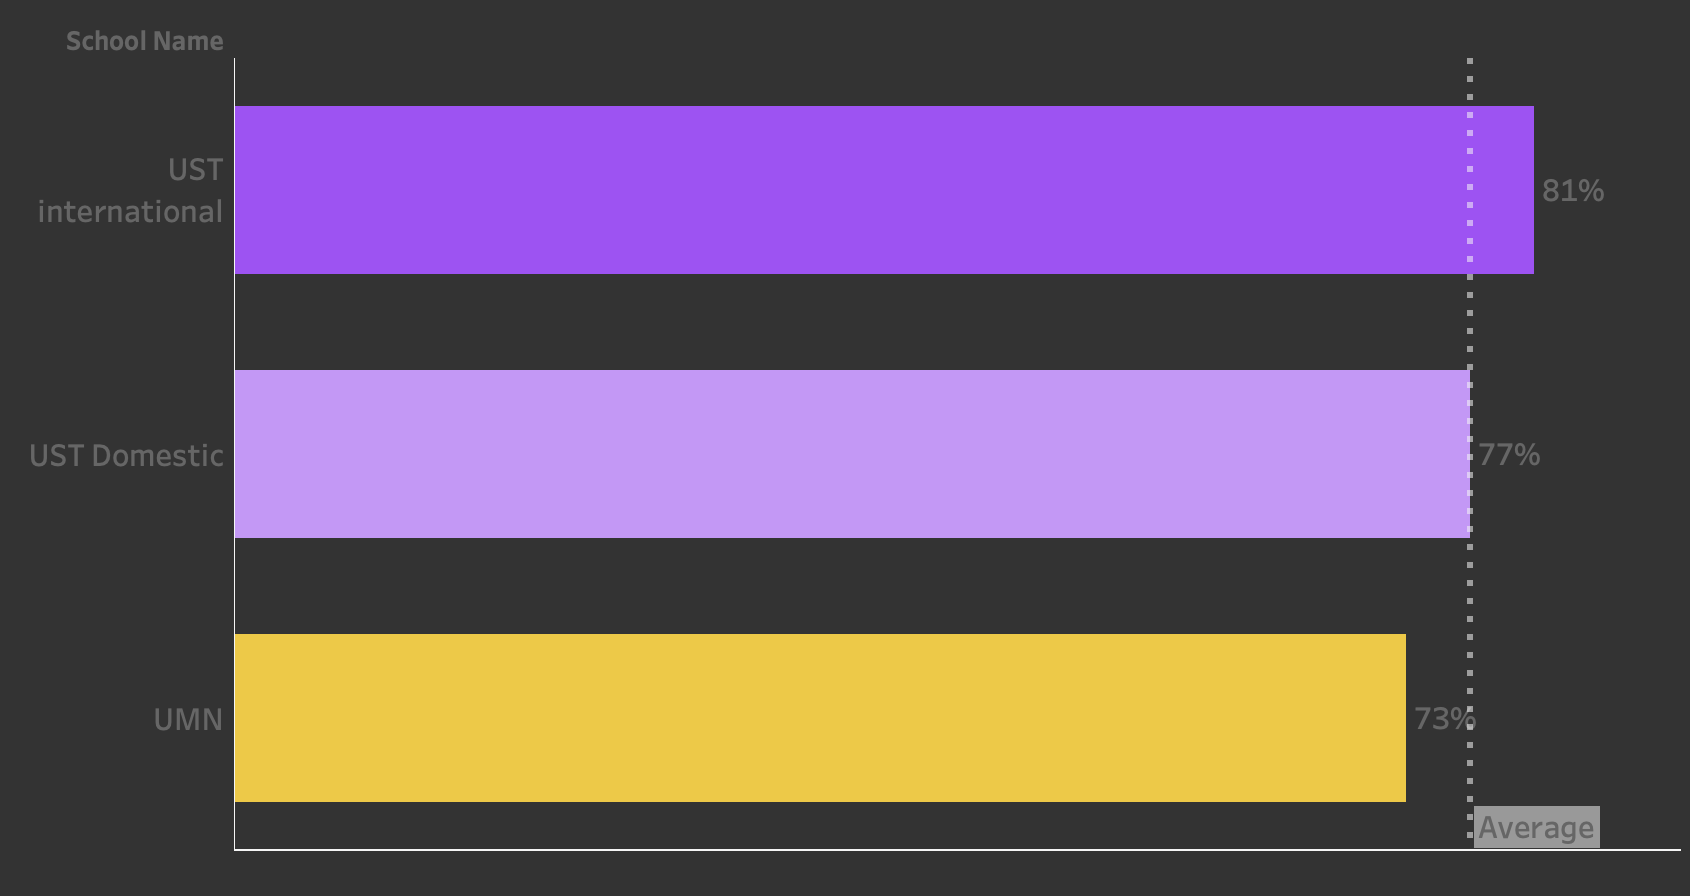 School Name
UST
international
81%
UST Domestic
77%
UMN
73%
Average